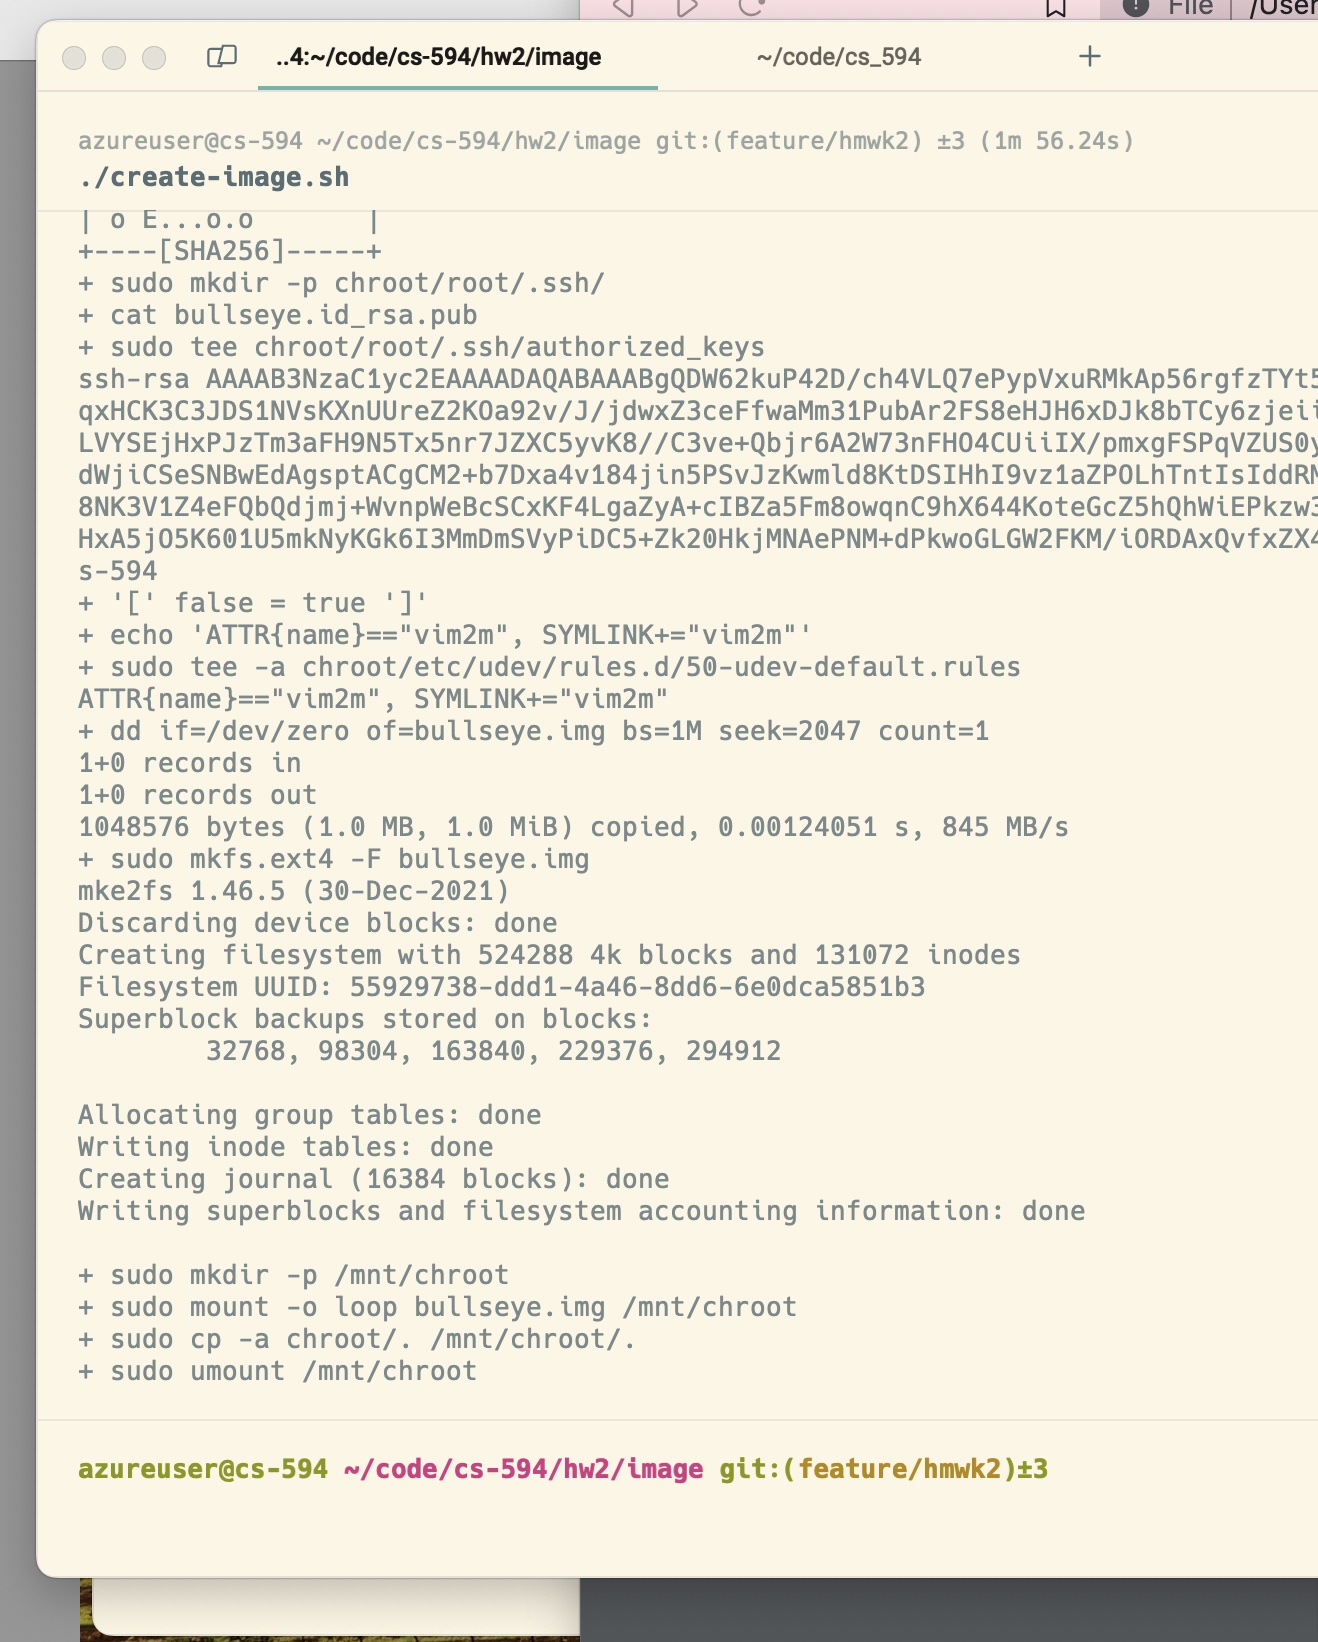 File | /User
..4:~/code/cs-594/hw2/image ~/code/cs_594 +
azureuser@cs-594 ~/code/cs-594/hw2/image git:(feature/hmwk2) ±3 (1m 56.24s)
./create-image.sh
| o E...o.o       |
+----[SHA256]-----+
+ sudo mkdir -p chroot/root/.ssh/
+ cat bullseye.id_rsa.pub
+ sudo tee chroot/root/.ssh/authorized_keys
ssh-rsa AAAAB3NzaC1yc2EAAAADAQABAAABgQDW62kuP42D/ch4VLQ7ePypVxuRMkAp56rgfzTYt5
qxHCK3C3JDS1NVsKXnUUreZ2KOa92v/J/jdwxZ3ceFfwaMm31PubAr2FS8eHJH6xDJk8bTCy6zjeii
LVYSEjHxPJzTm3aFH9N5Tx5nr7JZXC5yvK8//C3ve+Qbjr6A2W73nFHO4CUiiIX/pmxgFSPqVZUS0y
dWjiCSeSNBwEdAgsptACgCM2+b7Dxa4v184jin5PSvJzKwmld8KtDSIHhI9vz1aZPOLhTntIsIddRM
8NK3V1Z4eFQbQdjmj+WvnpWeBcSCxKF4LgaZyA+cIBZa5Fm8owqnC9hX644KoteGcZ5hQhWiEPkzw3
HxA5jO5K601U5mkNyKGk6I3MmDmSVyPiDC5+Zk20HkjMNAePNM+dPkwoGLGW2FKM/iORDAxQvfxZX4
s-594
+ '[' false = true ']'
+ echo 'ATTR{name}=="vim2m", SYMLINK+="vim2m"'
+ sudo tee -a chroot/etc/udev/rules.d/50-udev-default.rules
ATTR{name}=="vim2m", SYMLINK+="vim2m"
+ dd if=/dev/zero of=bullseye.img bs=1M seek=2047 count=1
1+0 records in
1+0 records out
1048576 bytes (1.0 MB, 1.0 MiB) copied, 0.00124051 s, 845 MB/s
+ sudo mkfs.ext4 -F bullseye.img
mke2fs 1.46.5 (30-Dec-2021)
Discarding device blocks: done
Creating filesystem with 524288 4k blocks and 131072 inodes
Filesystem UUID: 55929738-ddd1-4a46-8dd6-6e0dca5851b3
Superblock backups stored on blocks:
        32768, 98304, 163840, 229376, 294912
Allocating group tables: done
Writing inode tables: done
Creating journal (16384 blocks): done
Writing superblocks and filesystem accounting information: done
+ sudo mkdir -p /mnt/chroot
+ sudo mount -o loop bullseye.img /mnt/chroot
+ sudo cp -a chroot/. /mnt/chroot/.
+ sudo umount /mnt/chroot
azureuser@cs-594 ~/code/cs-594/hw2/image git:(feature/hmwk2)±3